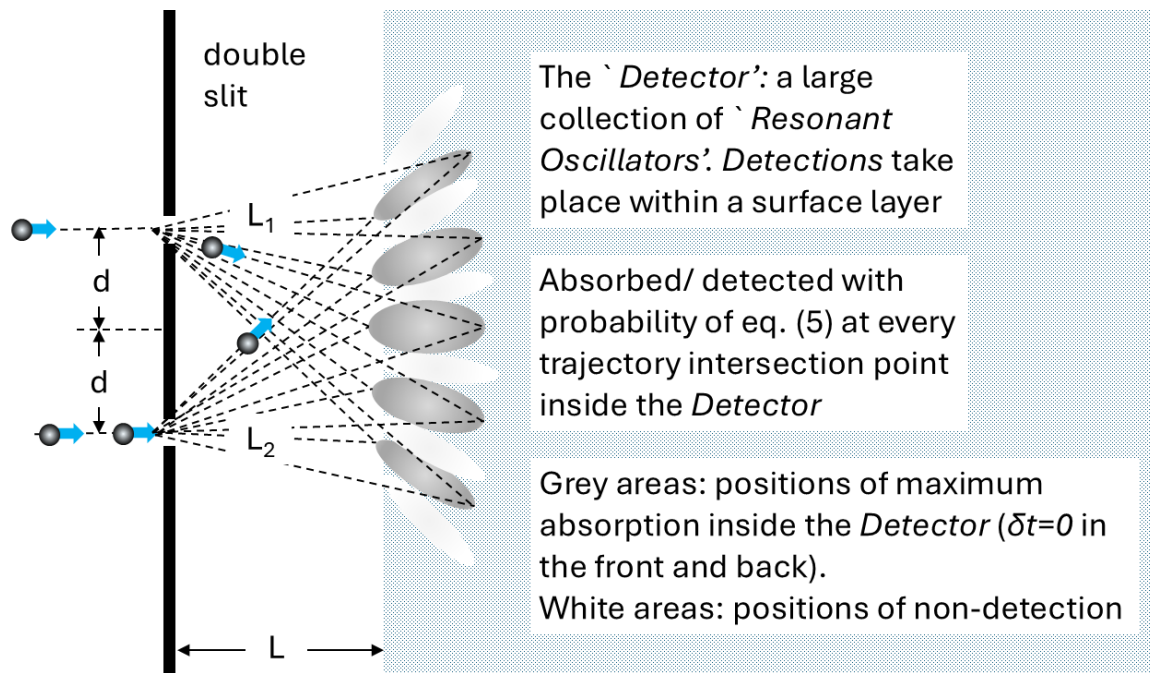 double
slit
The `Detector’: a large
collection of `Resonant
Oscillators’. Detections take
place within a surface layer
L₁
d
Absorbed/ detected with
probability of eq. (5) at every
trajectory intersection point
inside the Detector
d
L₂
Grey areas: positions of maximum
absorption inside the Detector (δt=0 in
the front and back).
White areas: positions of non-detection
L